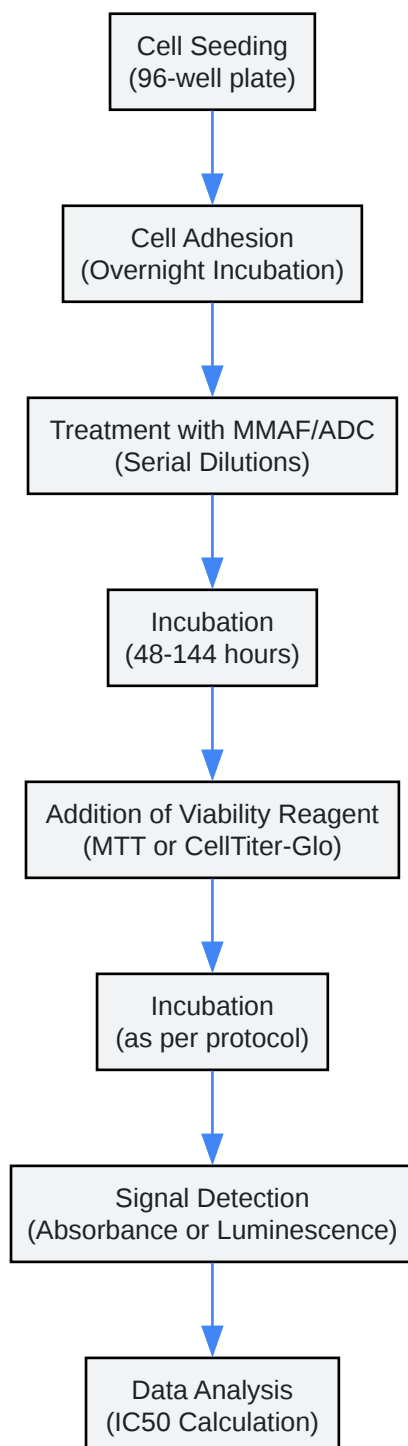 Cell Seeding
(96-well plate)
Cell Adhesion
(Overnight Incubation)
Treatment with MMAF/ADC
(Serial Dilutions)
Incubation
(48-144 hours)
Addition of Viability Reagent
(MTT or CellTiter-Glo)
Incubation
(as per protocol)
Signal Detection
(Absorbance or Luminescence)
Data Analysis
(IC50 Calculation)